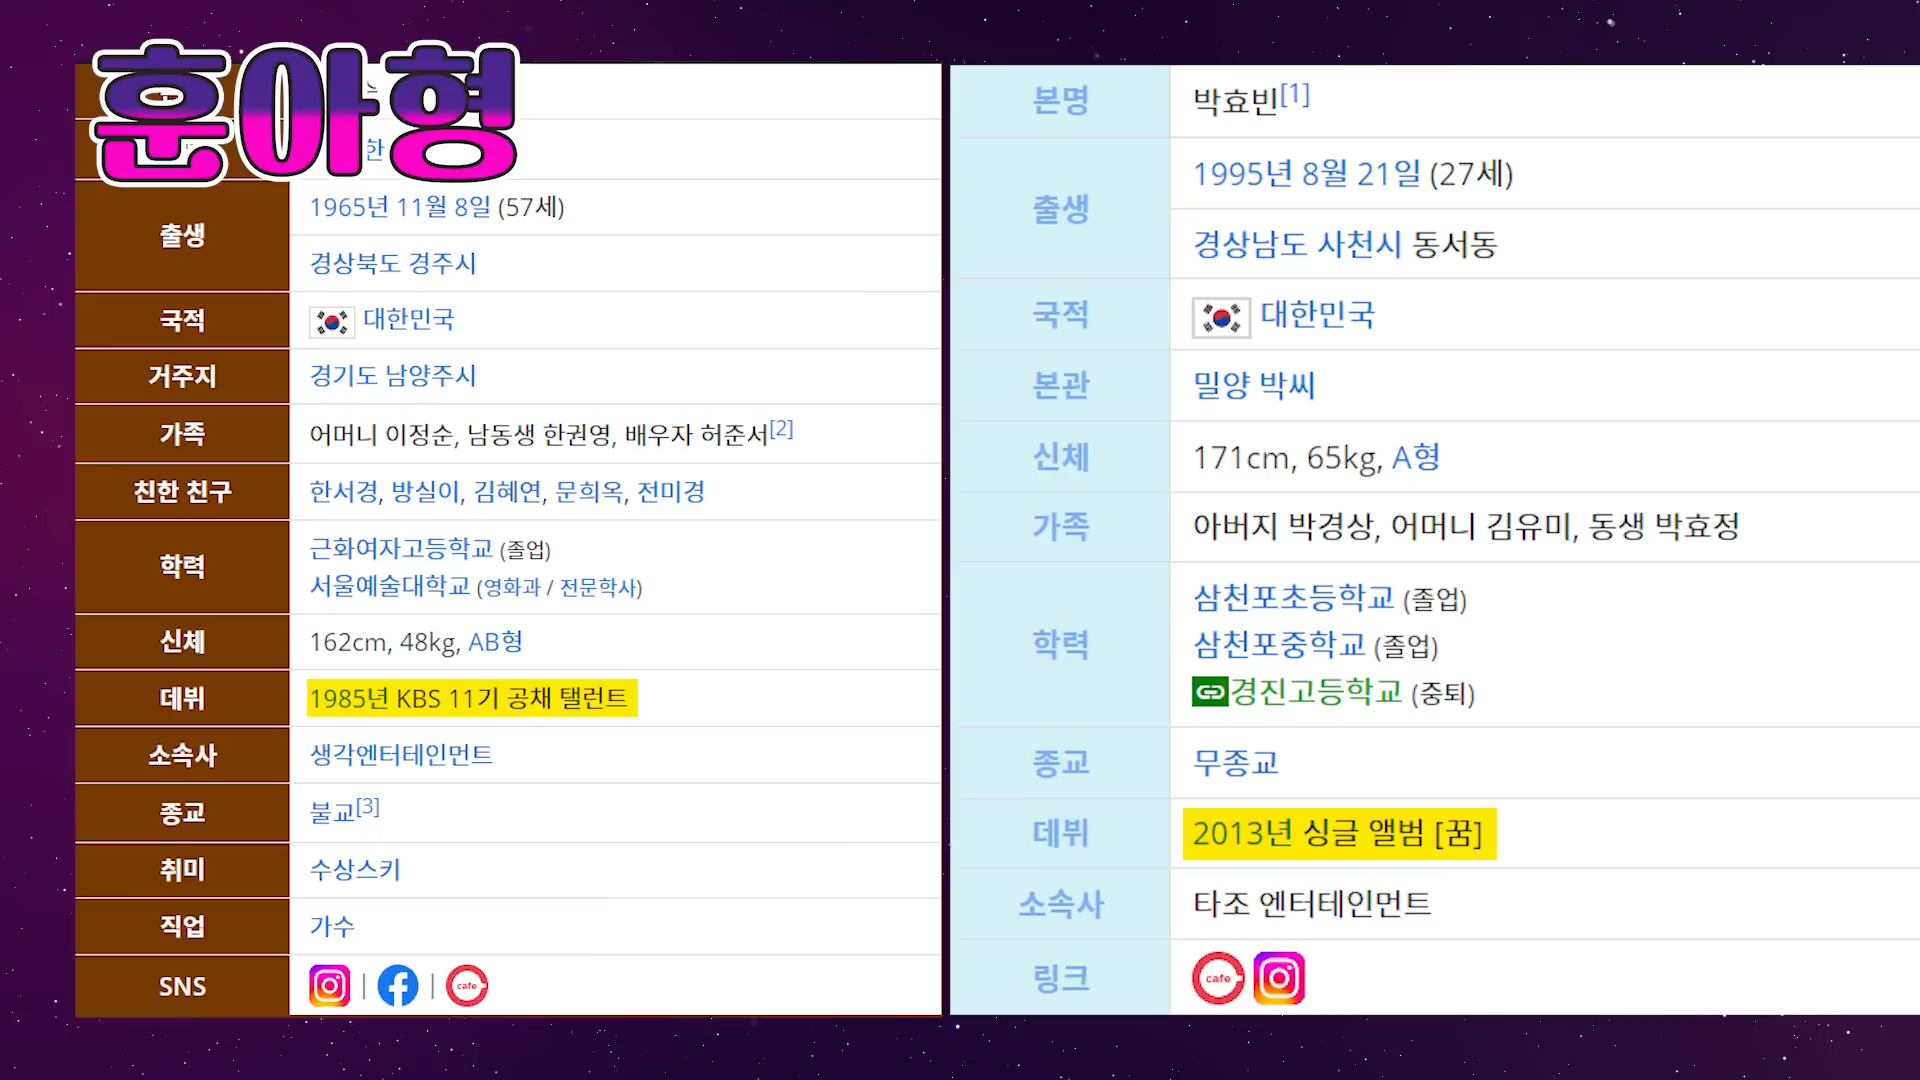 훈아형
한
출생
1965년 11월 8일 (57세)
경상북도 경주시
국적
대한민국
거주지
경기도 남양주시
가족
어머니 이정순, 남동생 한권영, 배우자 허준서[2]
친한 친구
한서경, 방실이, 김혜연, 문희옥, 전미경
학력
근화여자고등학교 (졸업)
서울예술대학교 (영화과 / 전문학사)
신체
162cm, 48kg, AB형
데뷔
1985년 KBS 11기 공채 탤런트
소속사
생각엔터테인먼트
종교
불교[3]
취미
수상스키
직업
가수
SNS
| |
cafe
본명
박효빈[1]
출생
1995년 8월 21일 (27세)
경상남도 사천시 동서동
국적
대한민국
본관
밀양 박씨
신체
171cm, 65kg, A형
가족
아버지 박경상, 어머니 김유미, 동생 박효정
학력
삼천포초등학교 (졸업)
삼천포중학교 (졸업)
경진고등학교 (중퇴)
종교
무종교
데뷔
2013년 싱글 앨범 [꿈]
소속사
타조 엔터테인먼트
링크
cafe